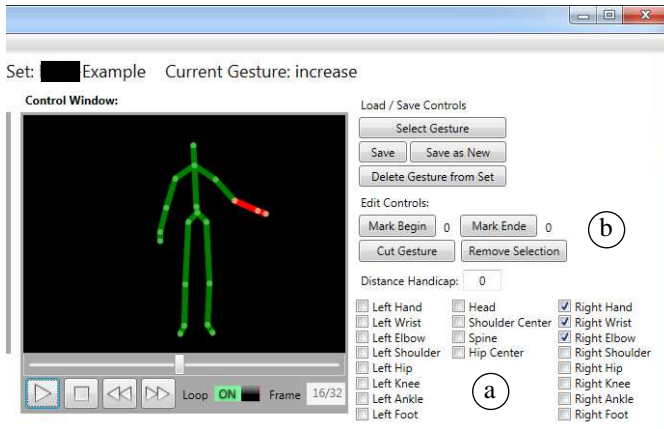 Set: Example Current Gesture: increase
Control Window:
Load / Save Controls
Select Gesture
Save Save as New
Delete Gesture from Set
Edit Controls:
Mark Begin 0 Mark Ende 0
b
Cut Gesture Remove Selection
Distance Handicap: 0
Left Hand Head Right Hand
Left Wrist Shoulder Center Right Wrist
Left Elbow Spine Right Elbow
Left Shoulder Hip Center Right Shoulder
Left Hip Right Hip
Left Knee Right Knee
a
Left Ankle Right Ankle
Left Foot Right Foot
Loop ON Frame 16/32